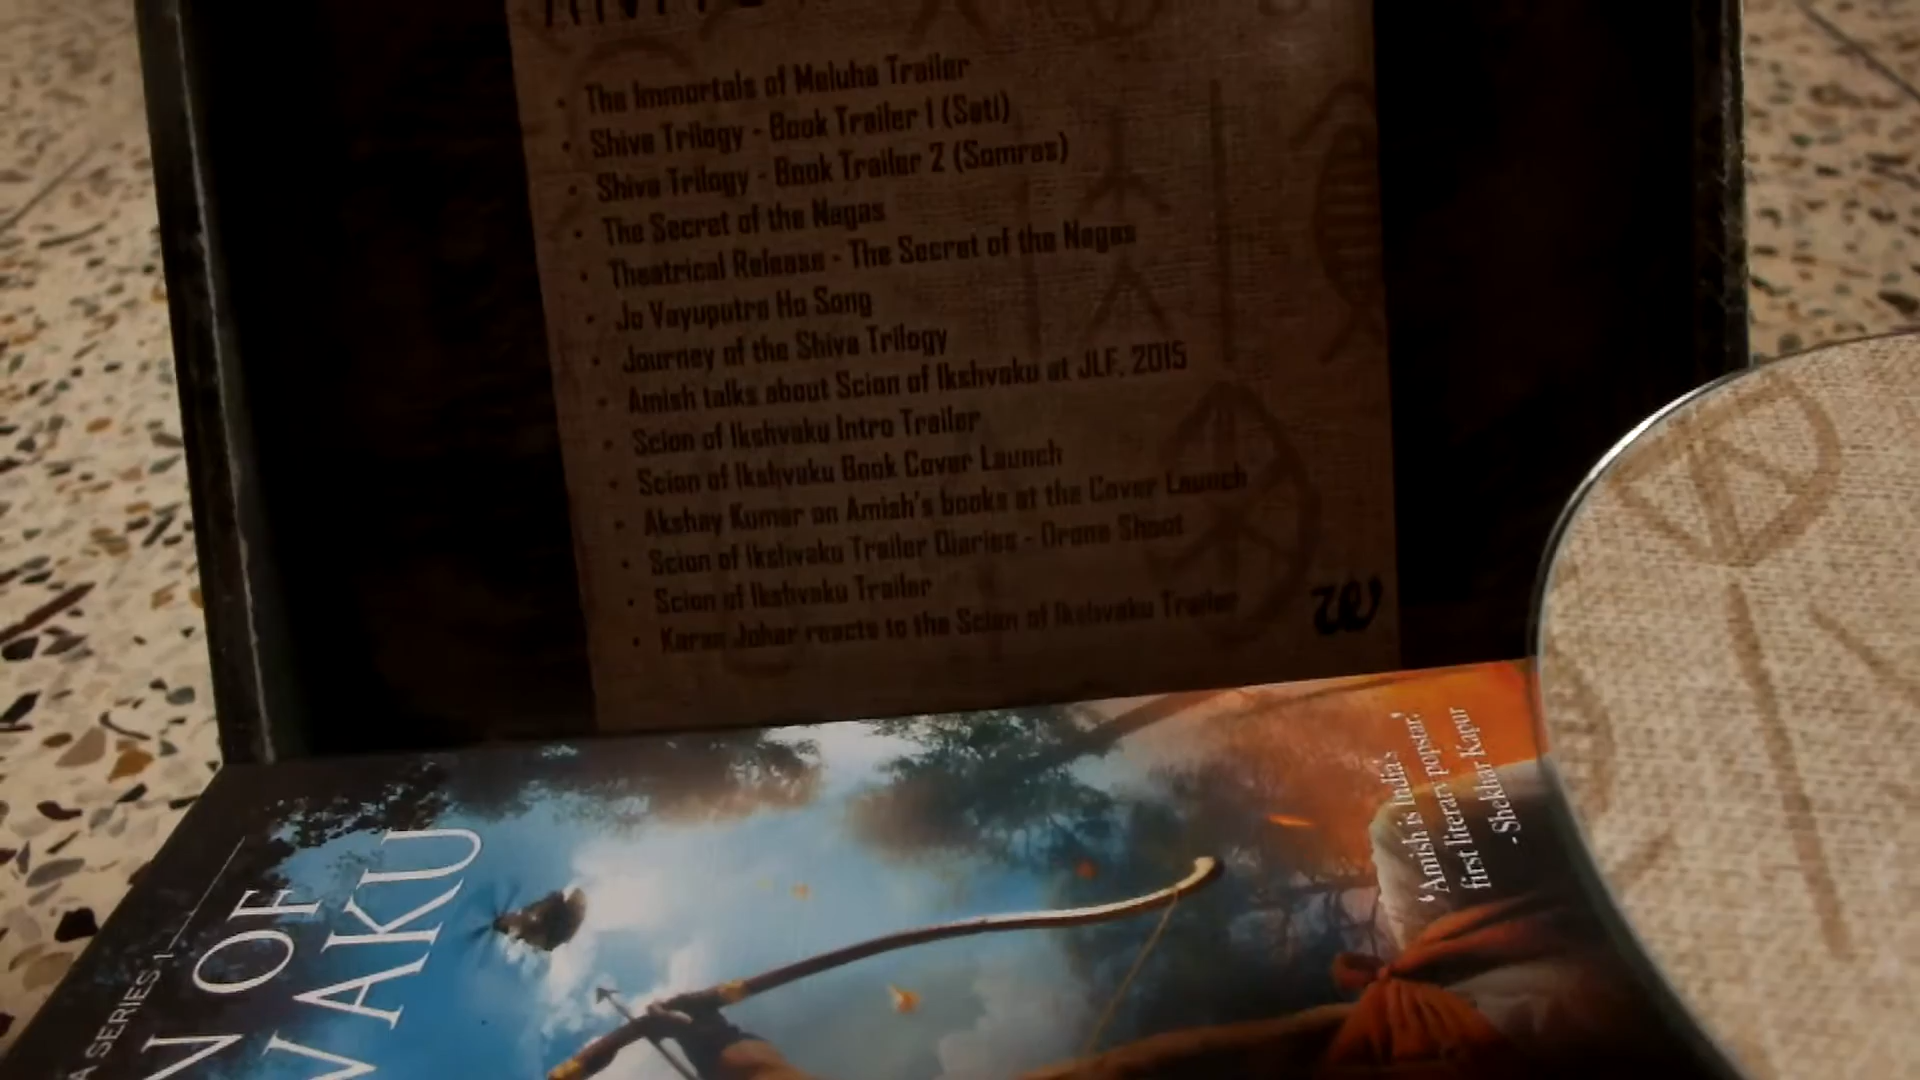 The Immortals of Meluha Trailer
Shiva Trilogy - Book Trailer 1 (Sati)
Shiva Trilogy - Book Trailer 2 (Somras)
The Secret of the Nagas
Theatrical Release - The Secret of the Nagas
Jo Vayuputra Ho Song
Journey of the Shiva Trilogy
Amish talks about Scion of Ikshvaku at JLF, 2015
Scion of Ikshvaku Intro Trailer
Scion of Ikshvaku Book Cover Launch
Akshay Kumar on Amish's books at the Cover Launch
Scion of Ikshvaku Trailer Diaries - Drone Shoot
Scion of Ikshvaku Trailer
Karan Johar reacts to the Scion of Ikshvaku Trailer
w
A SERIES 1
N OF
VAKU
'Amish is India's
first literary popstar.'
- Shekhar Kapur